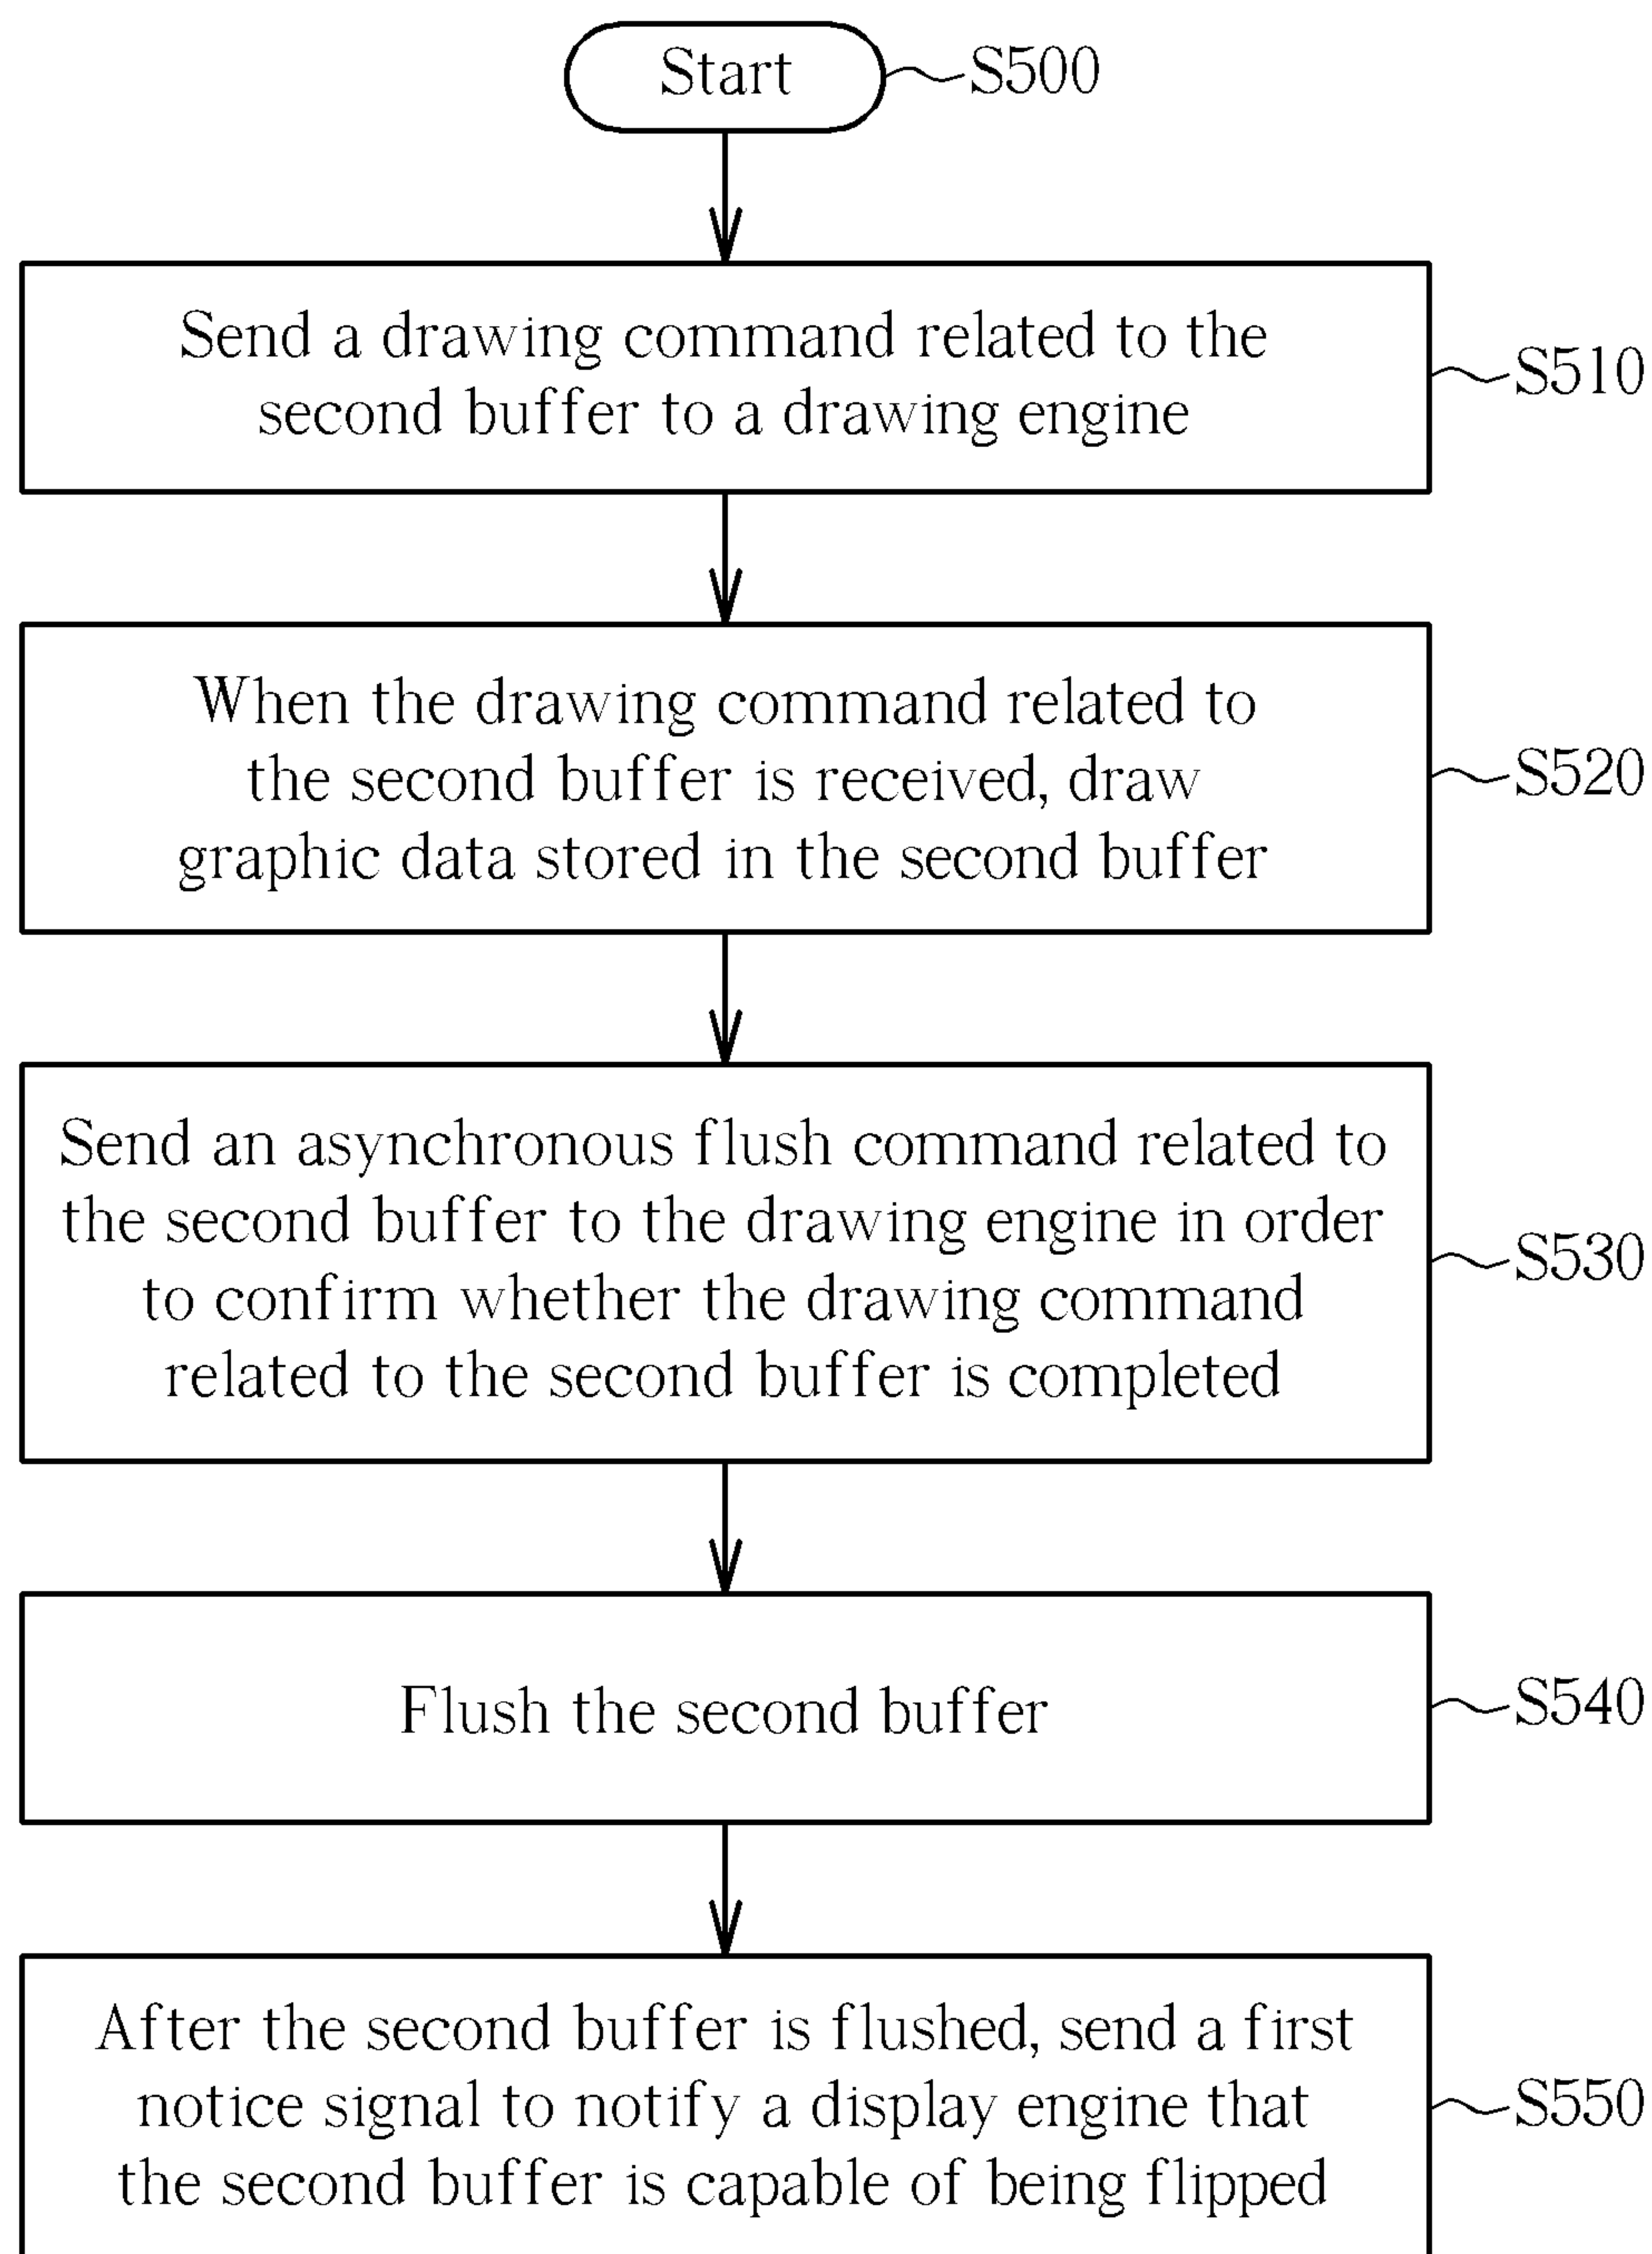 Start S500
Send a drawing command related to the
second buffer to a drawing engine
S510
When the drawing command related to
the second buffer is received, draw
graphic data stored in the second buffer
S520
Send an asynchronous flush command related to
the second buffer to the drawing engine in order
to confirm whether the drawing command
related to the second buffer is completed
S530
Flush the second buffer S540
After the second buffer is flushed, send a first
notice signal to notify a display engine that
the second buffer is capable of being flipped
S550